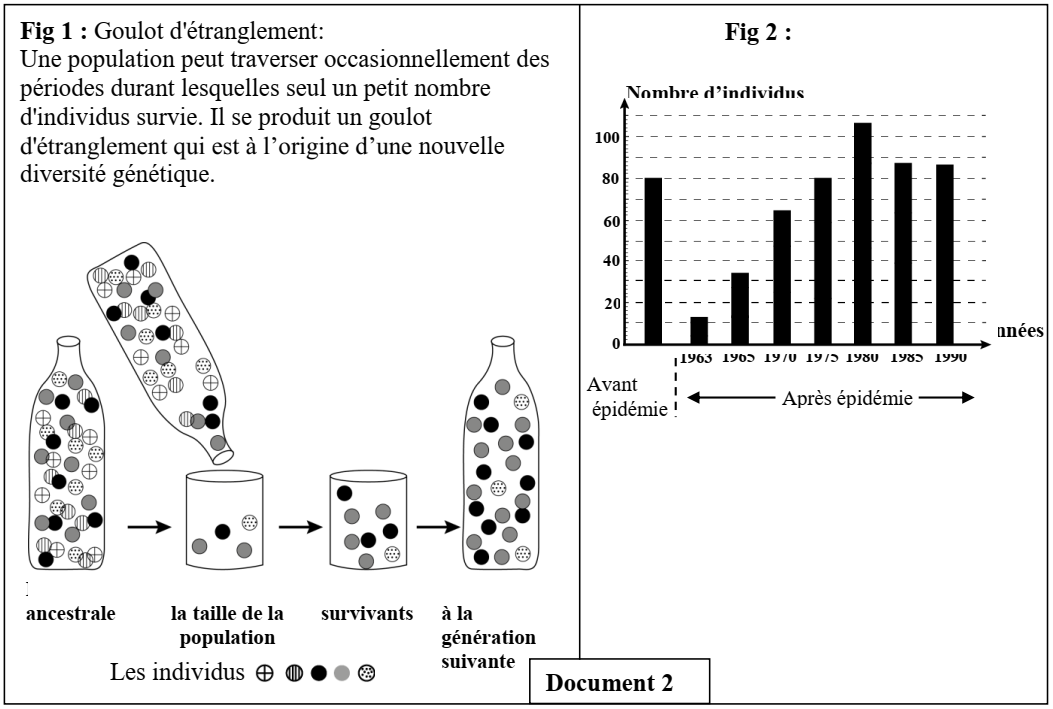 Fig 1 : Goulot d'étranglement:
Une population peut traverser occasionnellement des
périodes durant lesquelles seul un petit nombre
d'individus survie. Il se produit un goulot
d'étranglement qui est à l’origine d’une nouvelle
diversité génétique.
ancestrale
la taille de la
population
survivants
à la
génération
suivante
Les individus
Fig 2 :
Nombre d’individus
100
80
60
40
20
0
nnées
1963 1965 1970 1975 1980 1985 1990
Avant
épidémie
Après épidémie
Document 2